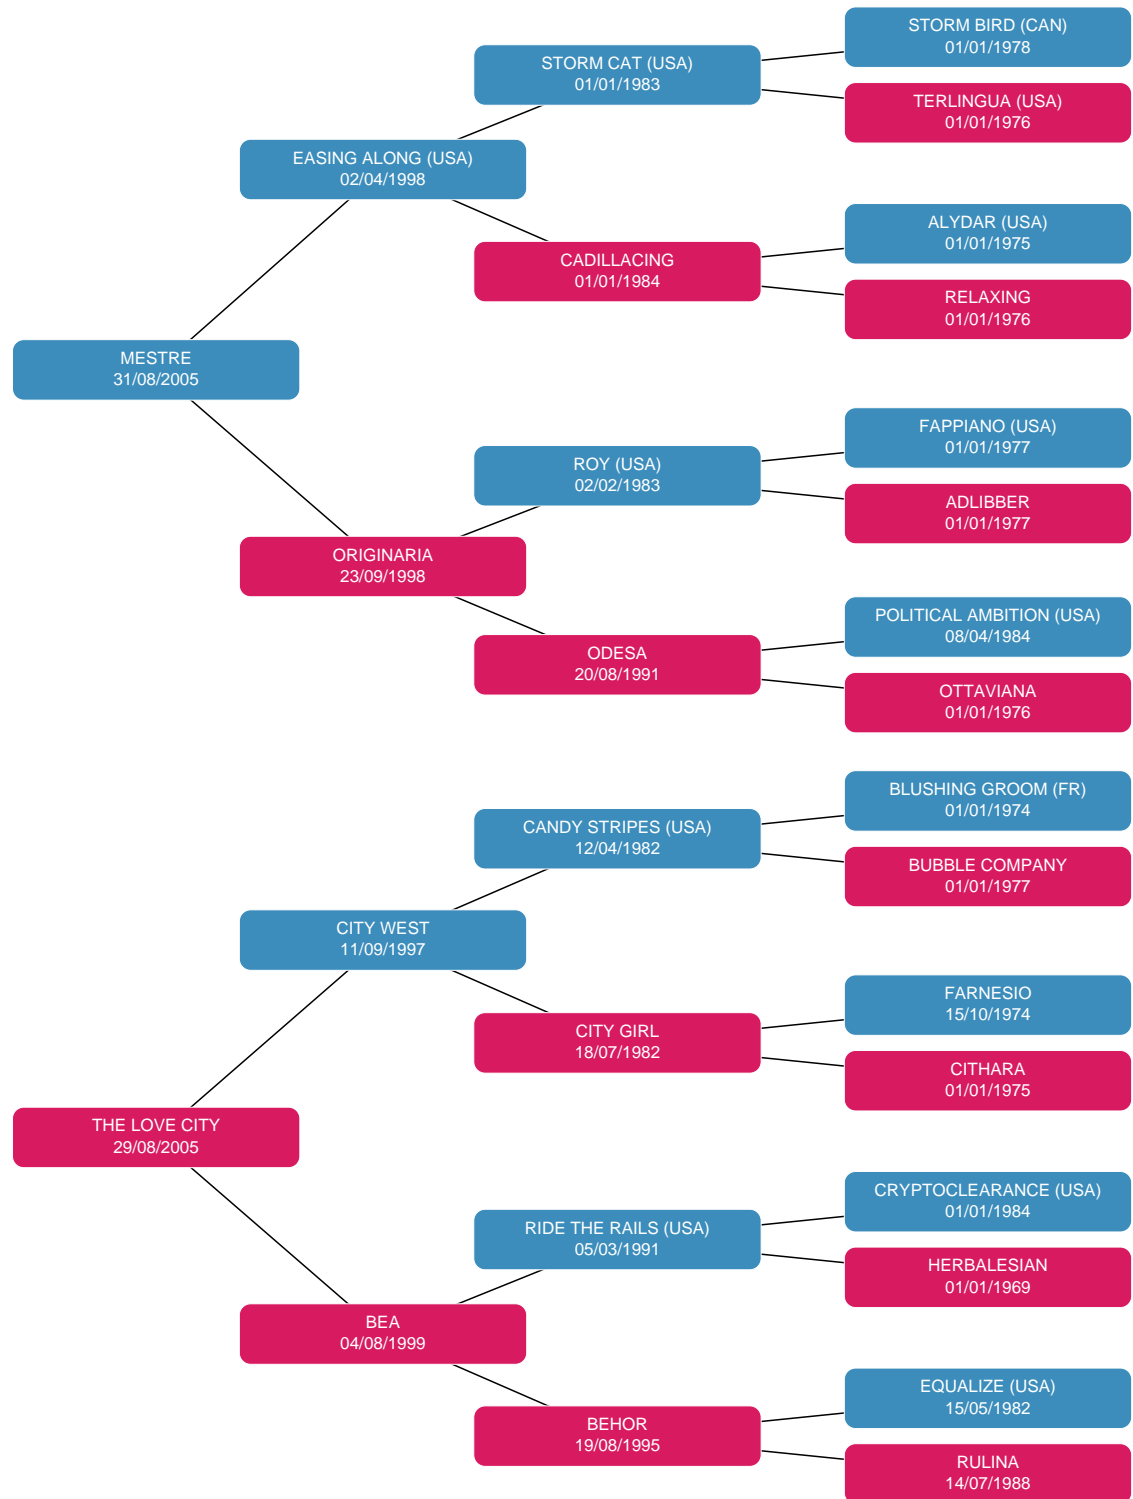 STORM BIRD (CAN)
01/01/1978
STORM CAT (USA)
01/01/1983
TERLINGUA (USA)
01/01/1976
EASING ALONG (USA)
02/04/1998
ALYDAR (USA)
01/01/1975
CADILLACING
01/01/1984
RELAXING
01/01/1976
MESTRE
31/08/2005
FAPPIANO (USA)
01/01/1977
ROY (USA)
02/02/1983
ADLIBBER
01/01/1977
ORIGINARIA
23/09/1998
POLITICAL AMBITION (USA)
08/04/1984
ODESA
20/08/1991
OTTAVIANA
01/01/1976
BLUSHING GROOM (FR)
01/01/1974
CANDY STRIPES (USA)
12/04/1982
BUBBLE COMPANY
01/01/1977
CITY WEST
11/09/1997
FARNESIO
15/10/1974
CITY GIRL
18/07/1982
CITHARA
01/01/1975
THE LOVE CITY
29/08/2005
CRYPTOCLEARANCE (USA)
01/01/1984
RIDE THE RAILS (USA)
05/03/1991
HERBALESIAN
01/01/1969
BEA
04/08/1999
EQUALIZE (USA)
15/05/1982
BEHOR
19/08/1995
RULINA
14/07/1988